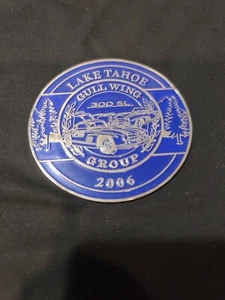 LAKE TAHOE
GULL WING
300 SL
GROUP
2006